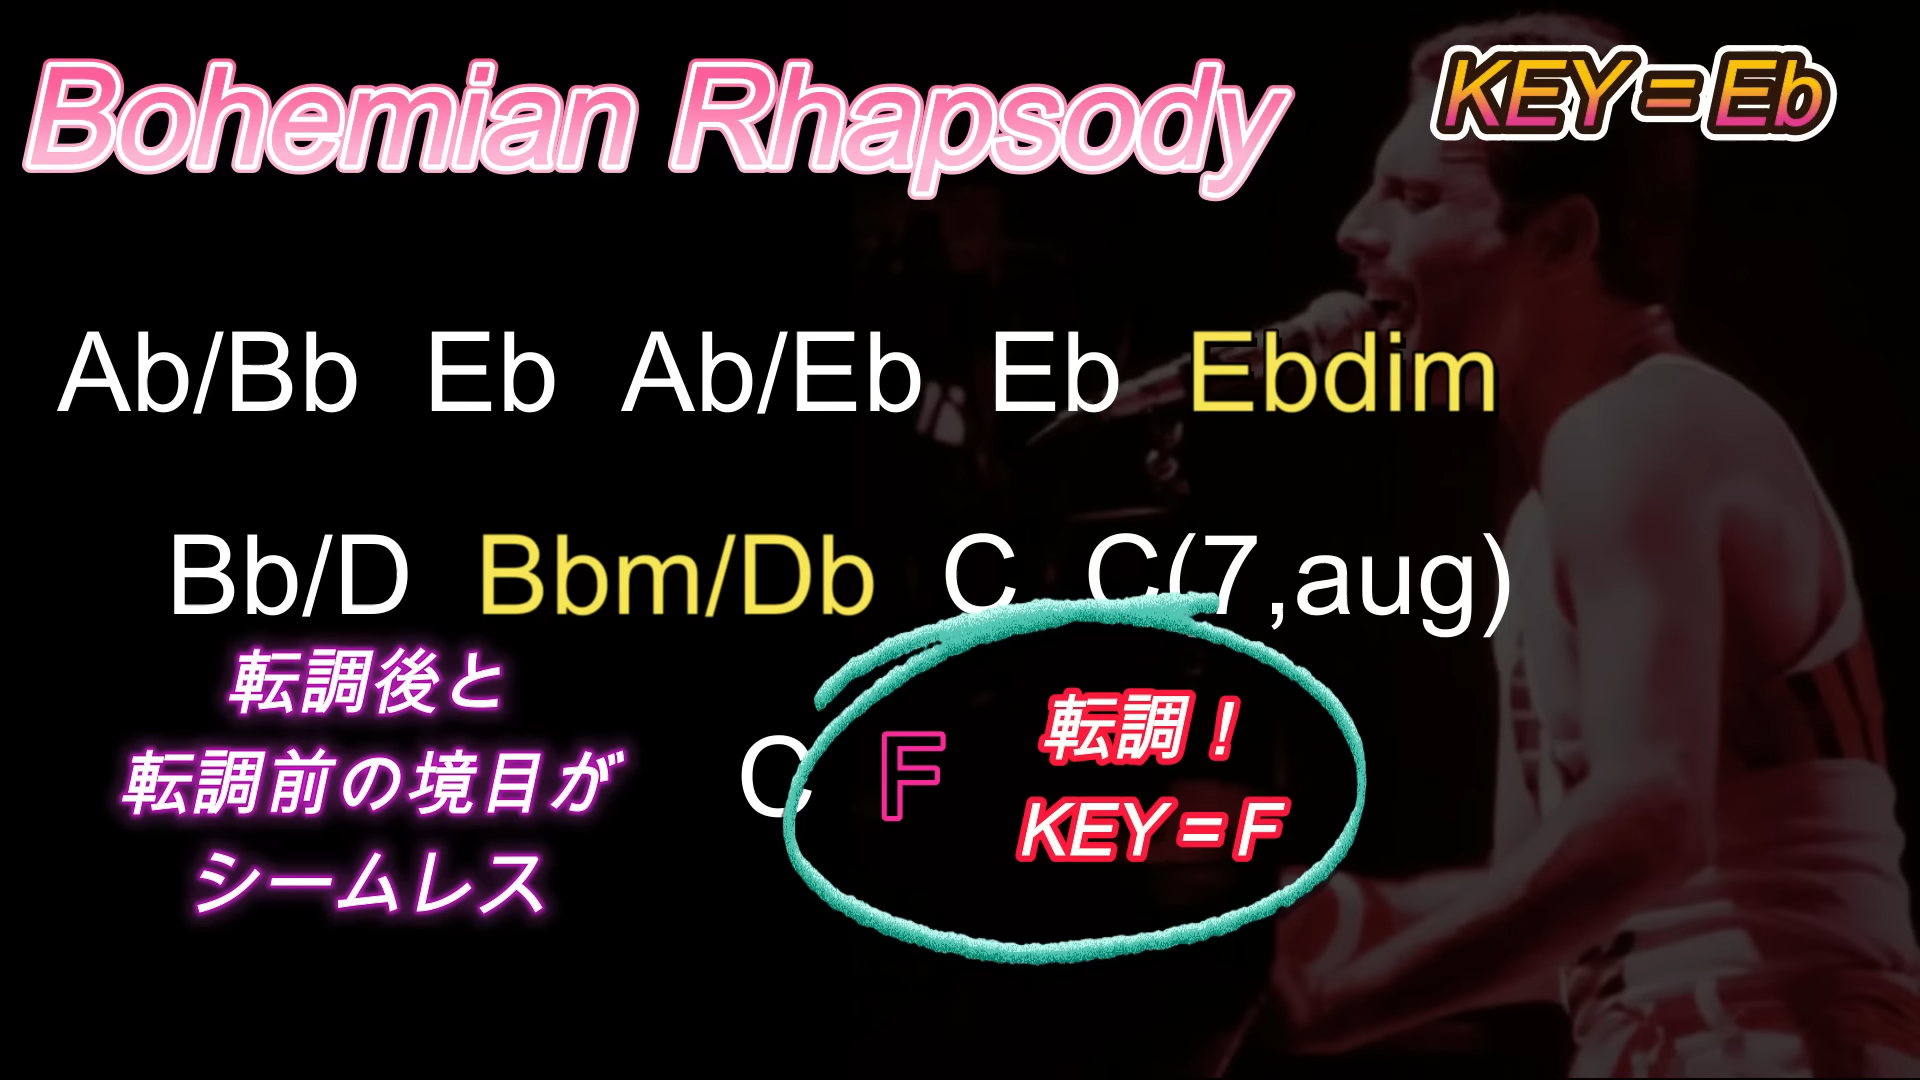 Bohemian Rhapsody
KEY=Eb
Ab/Bb Eb Ab/Eb Eb Ebdim
Bb/D Bbm/Db C C(7,aug)
転調後と
転調前の境目が
シームレス
C F
転調！
KEY=F